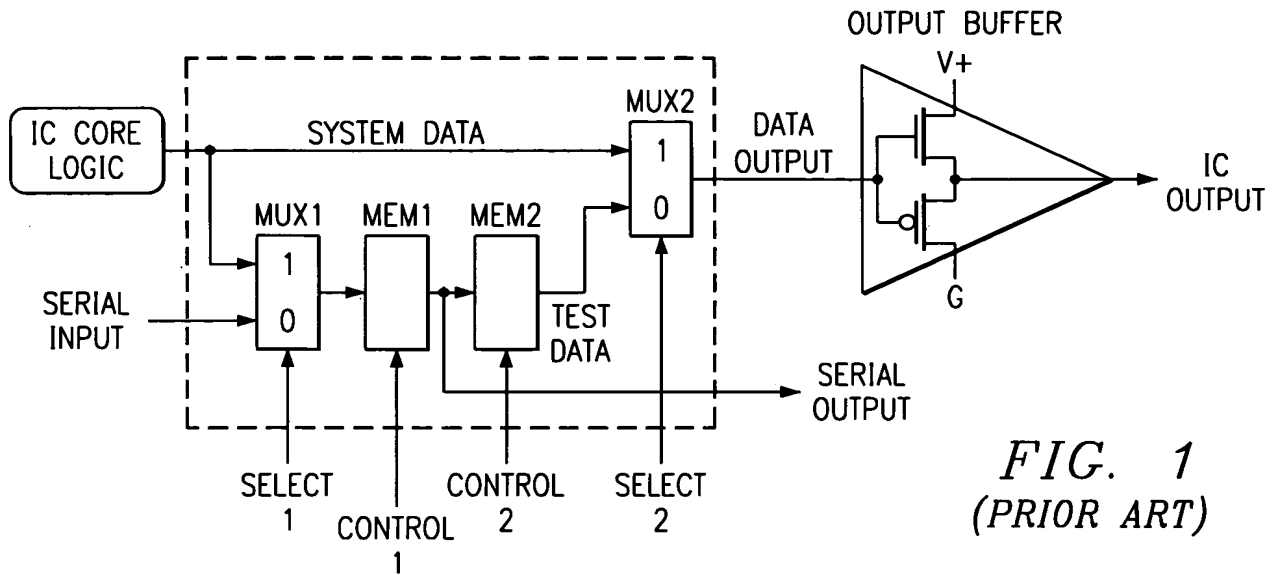 OUTPUT BUFFER
V+
MUX2
IC CORE
LOGIC
SYSTEM DATA
1
0
DATA
OUTPUT
IC
OUTPUT
MUX1
MEM1
MEM2
1
0
G
SERIAL
INPUT
TEST
DATA
SERIAL
OUTPUT
SELECT
1
CONTROL
1
CONTROL
2
SELECT
2
FIG. 1
(PRIOR ART)